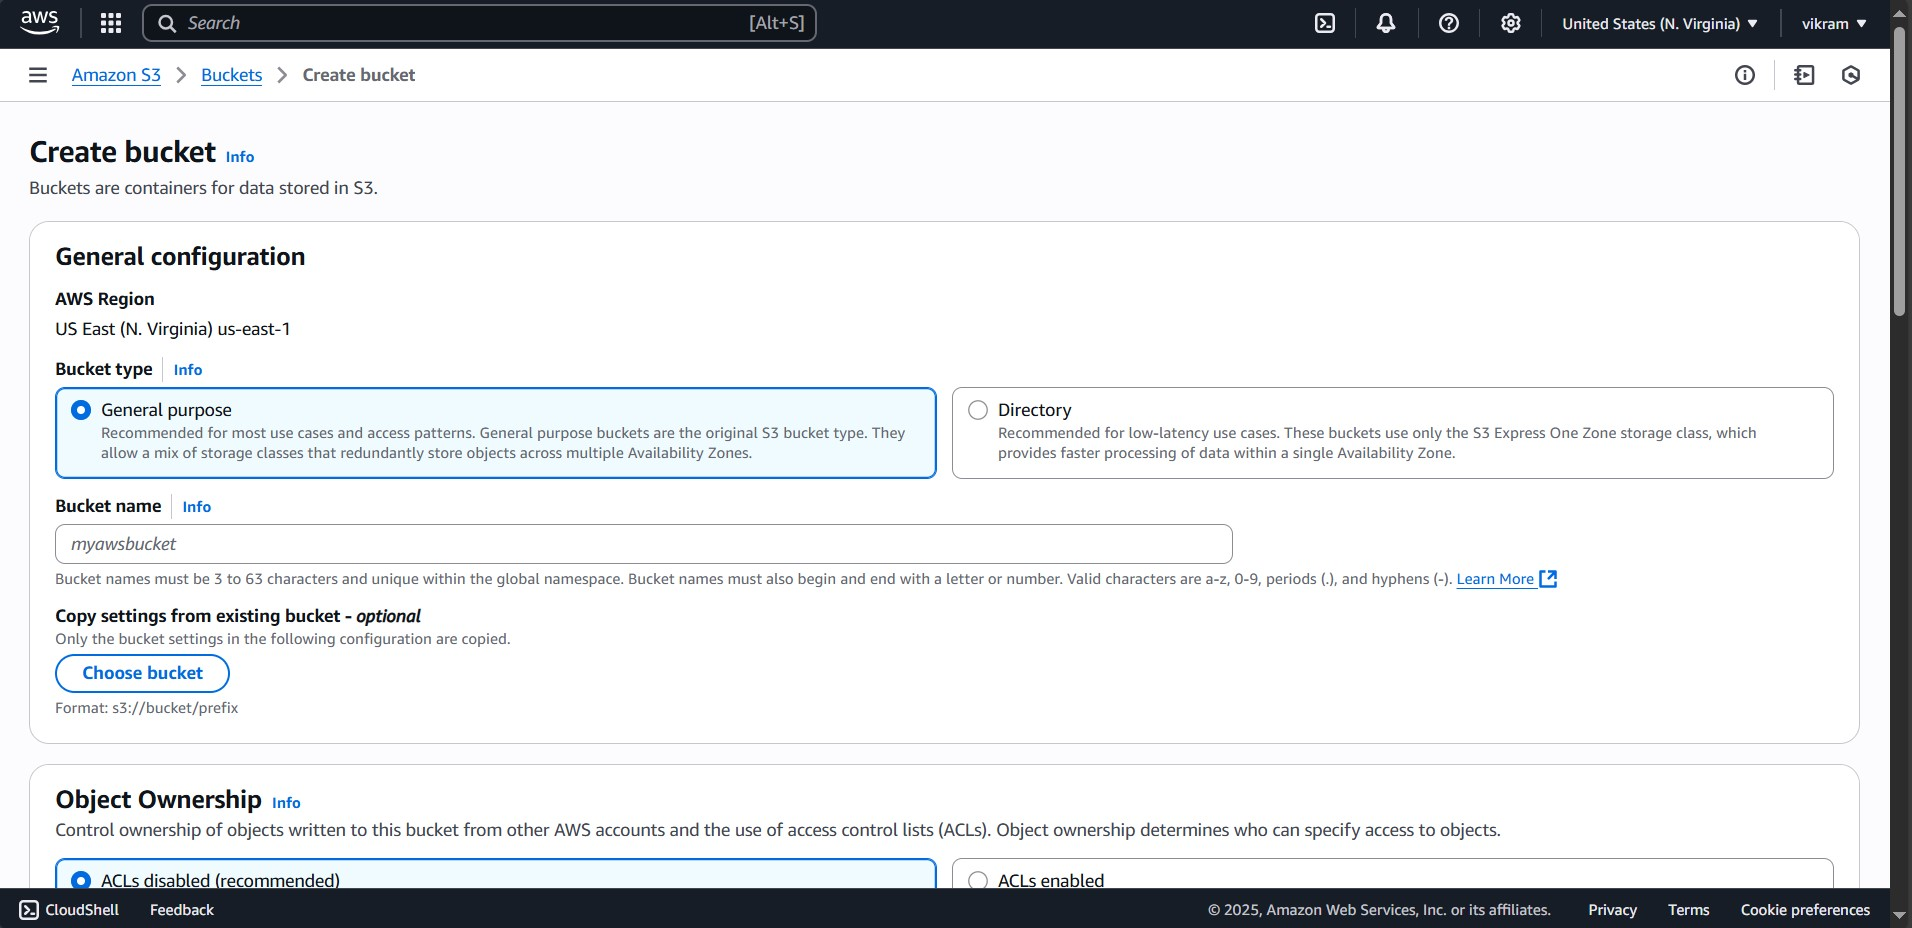 aws
Search [Alt+S]
United States (N. Virginia)
vikram
Amazon S3 Buckets Create bucket
Create bucket Info
Buckets are containers for data stored in S3.
General configuration
AWS Region
US East (N. Virginia) us-east-1
Bucket type Info
General purpose
Recommended for most use cases and access patterns. General purpose buckets are the original S3 bucket type. They
allow a mix of storage classes that redundantly store objects across multiple Availability Zones.
Directory
Recommended for low-latency use cases. These buckets use only the S3 Express One Zone storage class, which
provides faster processing of data within a single Availability Zone.
Bucket name Info
myawsbucket
Bucket names must be 3 to 63 characters and unique within the global namespace. Bucket names must also begin and end with a letter or number. Valid characters are a-z, 0-9, periods (.), and hyphens (-). Learn More
Copy settings from existing bucket - optional
Only the bucket settings in the following configuration are copied.
Choose bucket
Format: s3://bucket/prefix
Object Ownership Info
Control ownership of objects written to this bucket from other AWS accounts and the use of access control lists (ACLs). Object ownership determines who can specify access to objects.
ACLs disabled (recommended)
ACLs enabled
CloudShell Feedback © 2025, Amazon Web Services, Inc. or its affiliates. Privacy Terms Cookie preferences